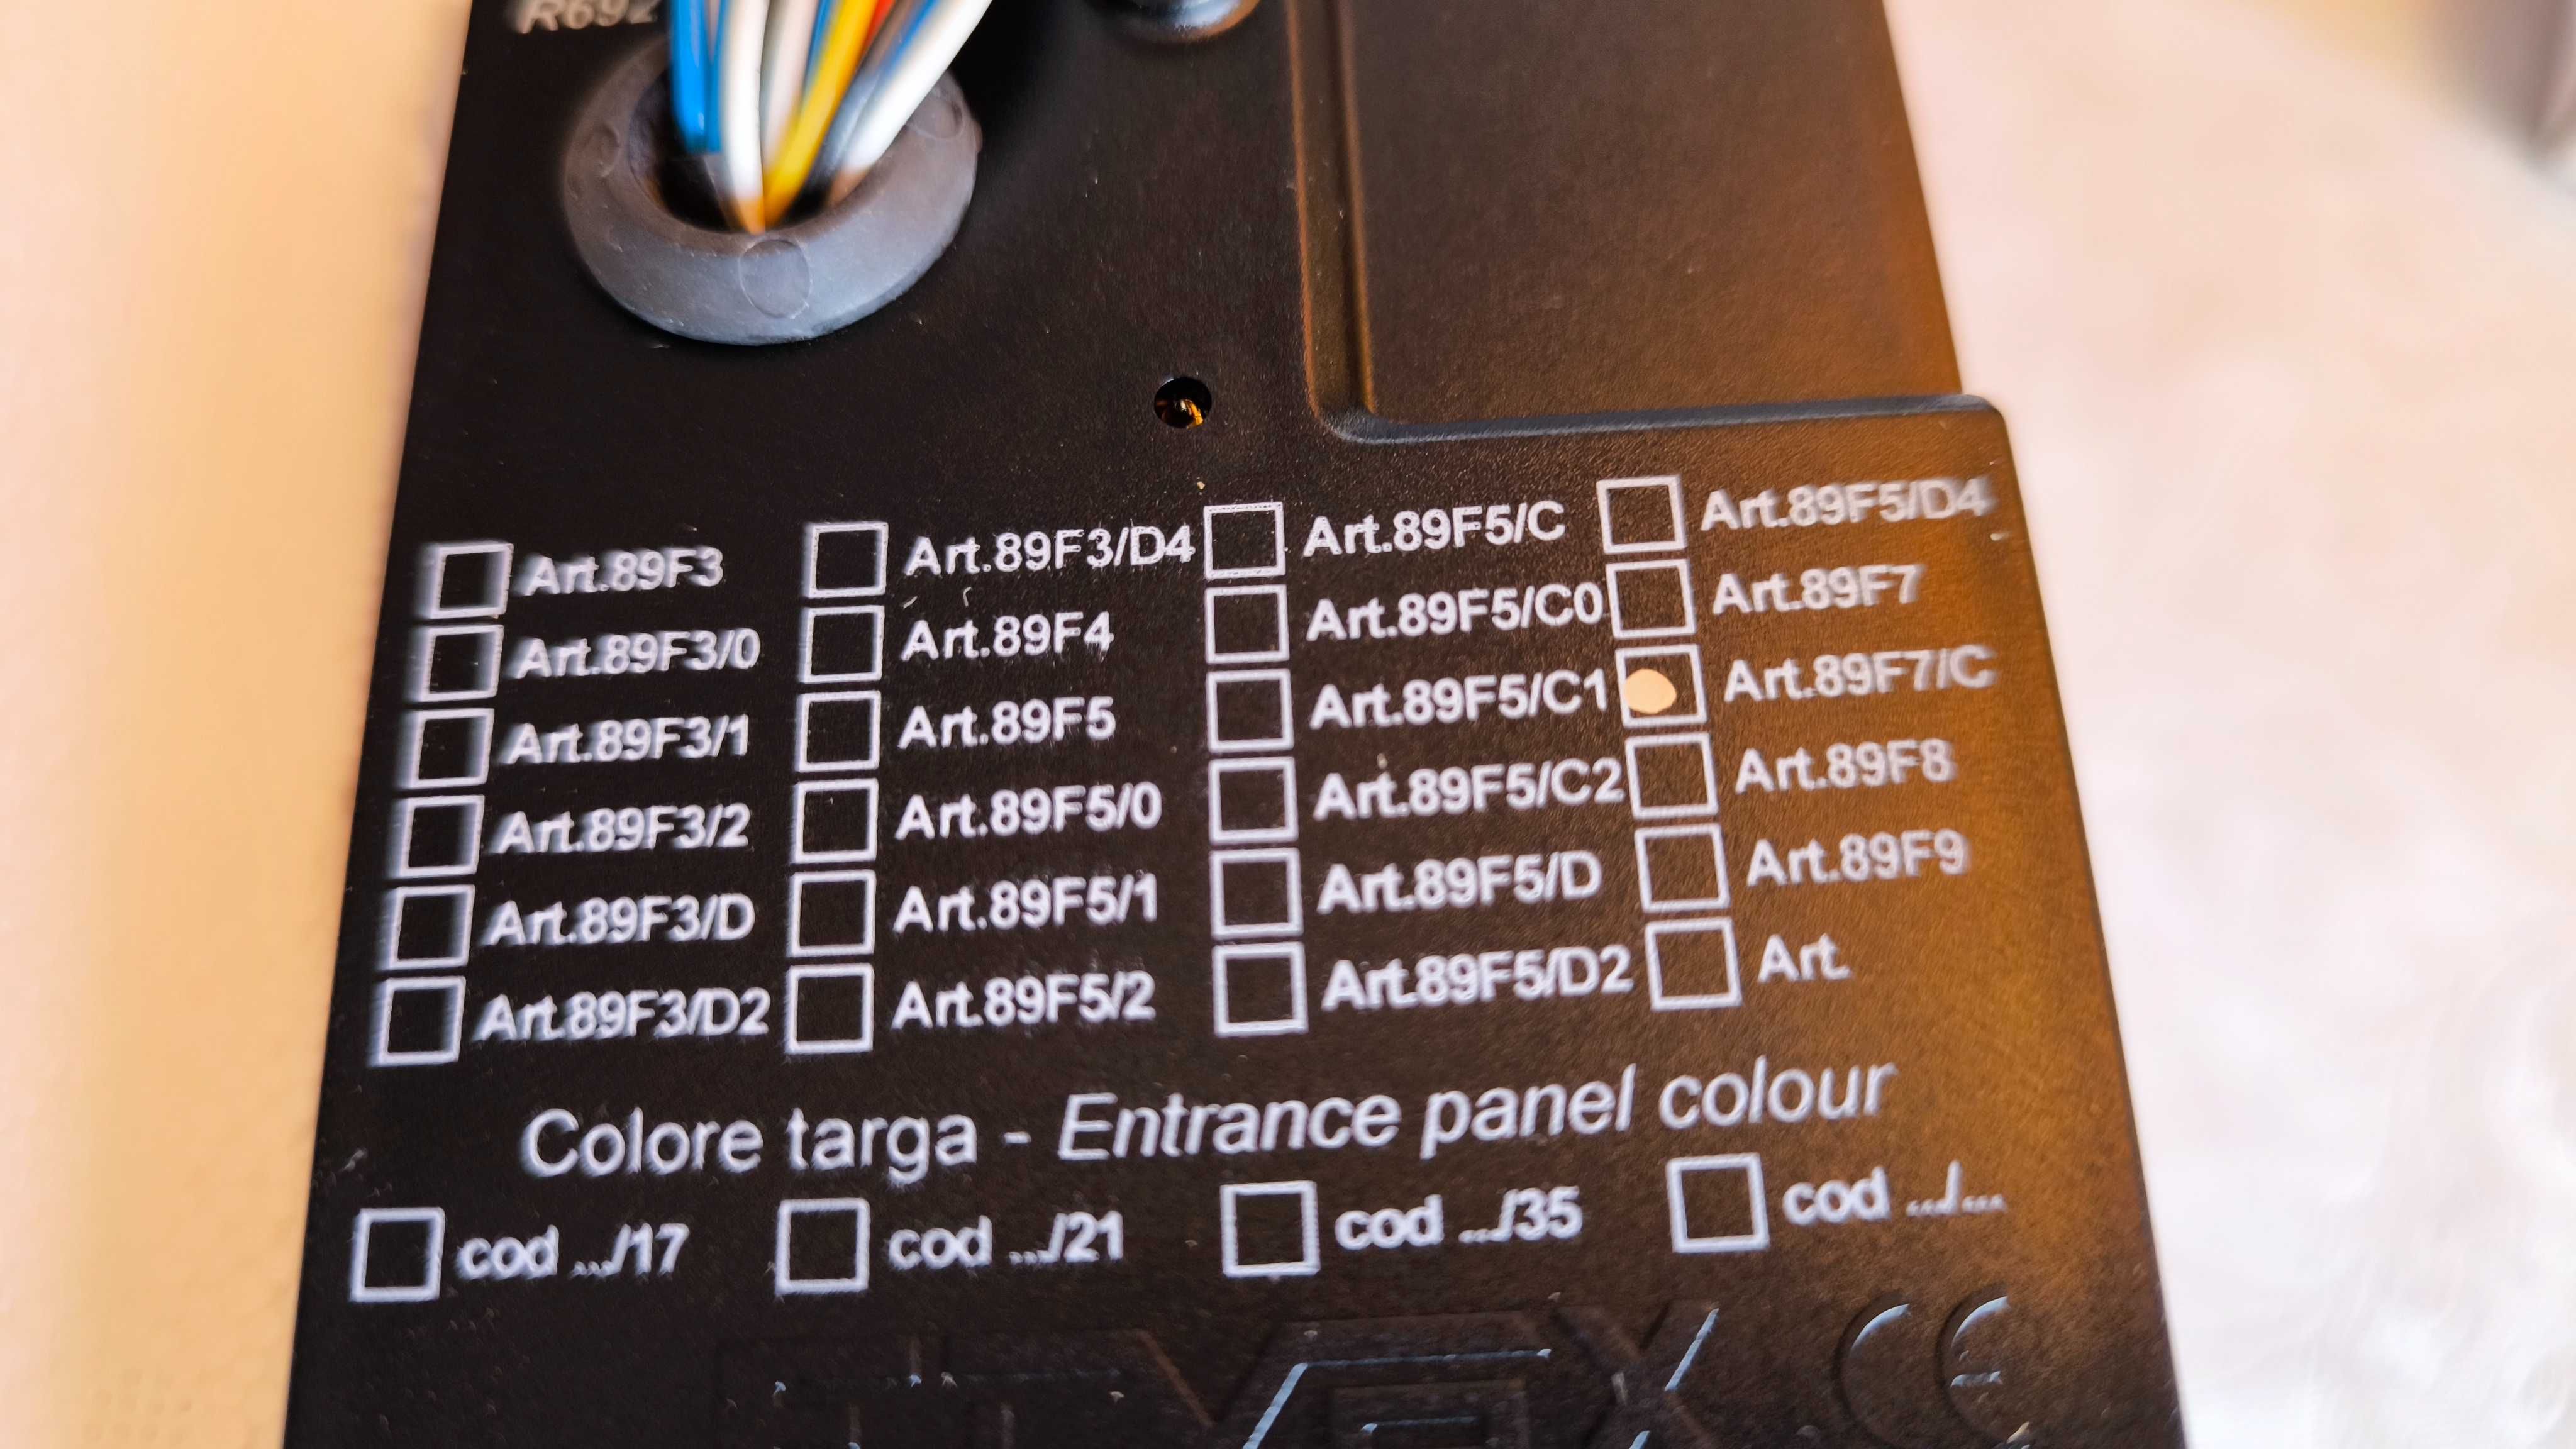 R692
Art.89F3 Art.89F3/D4 Art.89F5/C Art.89F5/D4
Art.89F3/0 Art.89F4 Art.89F5/C0 Art.89F7
Art.89F3/1 Art.89F5 Art.89F5/C1 Art.89F7/C
Art.89F3/2 Art.89F5/0 Art.89F5/C2 Art.89F8
Art.89F3/D Art.89F5/1 Art.89F5/D Art.89F9
Art.89F3/D2 Art.89F5/2 Art.89F5/D2 Art.
Colore targa - Entrance panel colour
cod .../17 cod .../21 cod .../35 cod .../...
CE